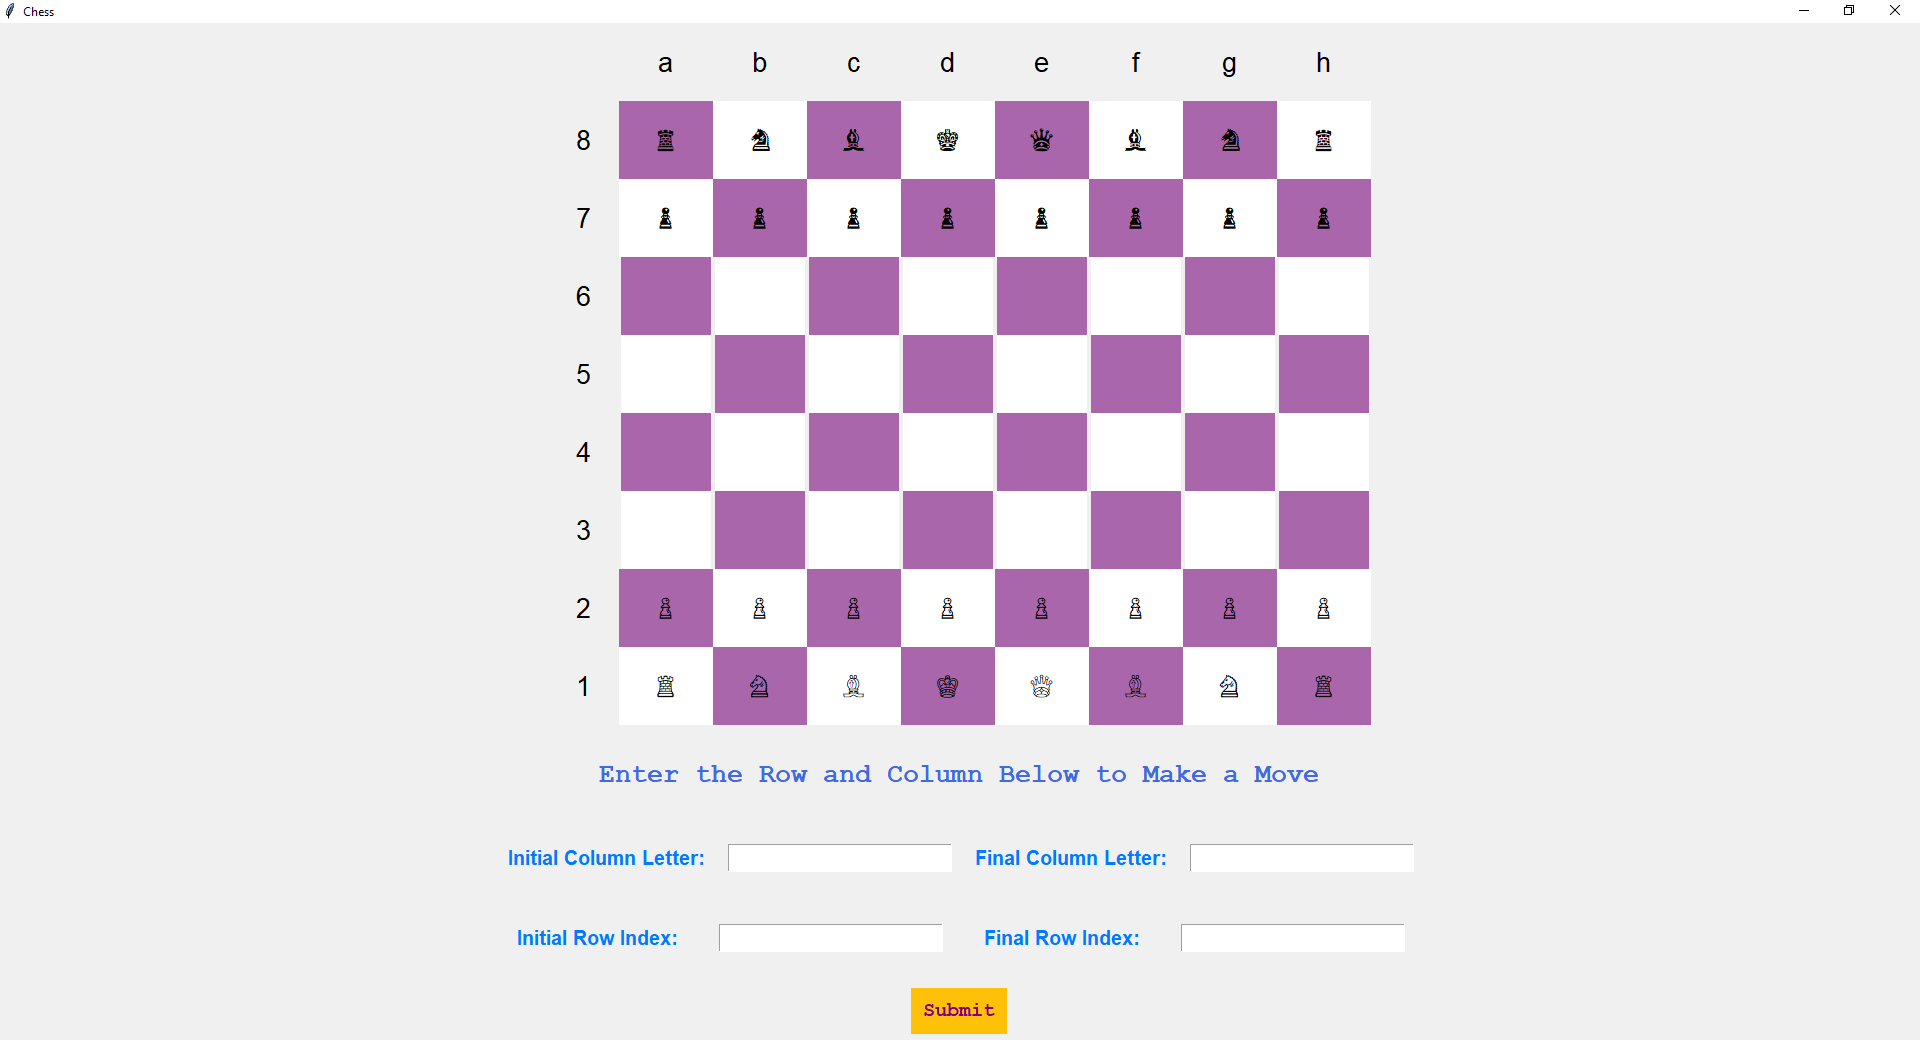 Chess
a b c d e f g h
8 ♜ ♞ ♝ ♚ ♛ ♝ ♞ ♜
7 ♟ ♟ ♟ ♟ ♟ ♟ ♟ ♟
6
5
4
3
2 ♙ ♙ ♙ ♙ ♙ ♙ ♙ ♙
1 ♖ ♘ ♗ ♔ ♕ ♗ ♘ ♖
Enter the Row and Column Below to Make a Move
Initial Column Letter: Final Column Letter:
Initial Row Index: Final Row Index:
Submit